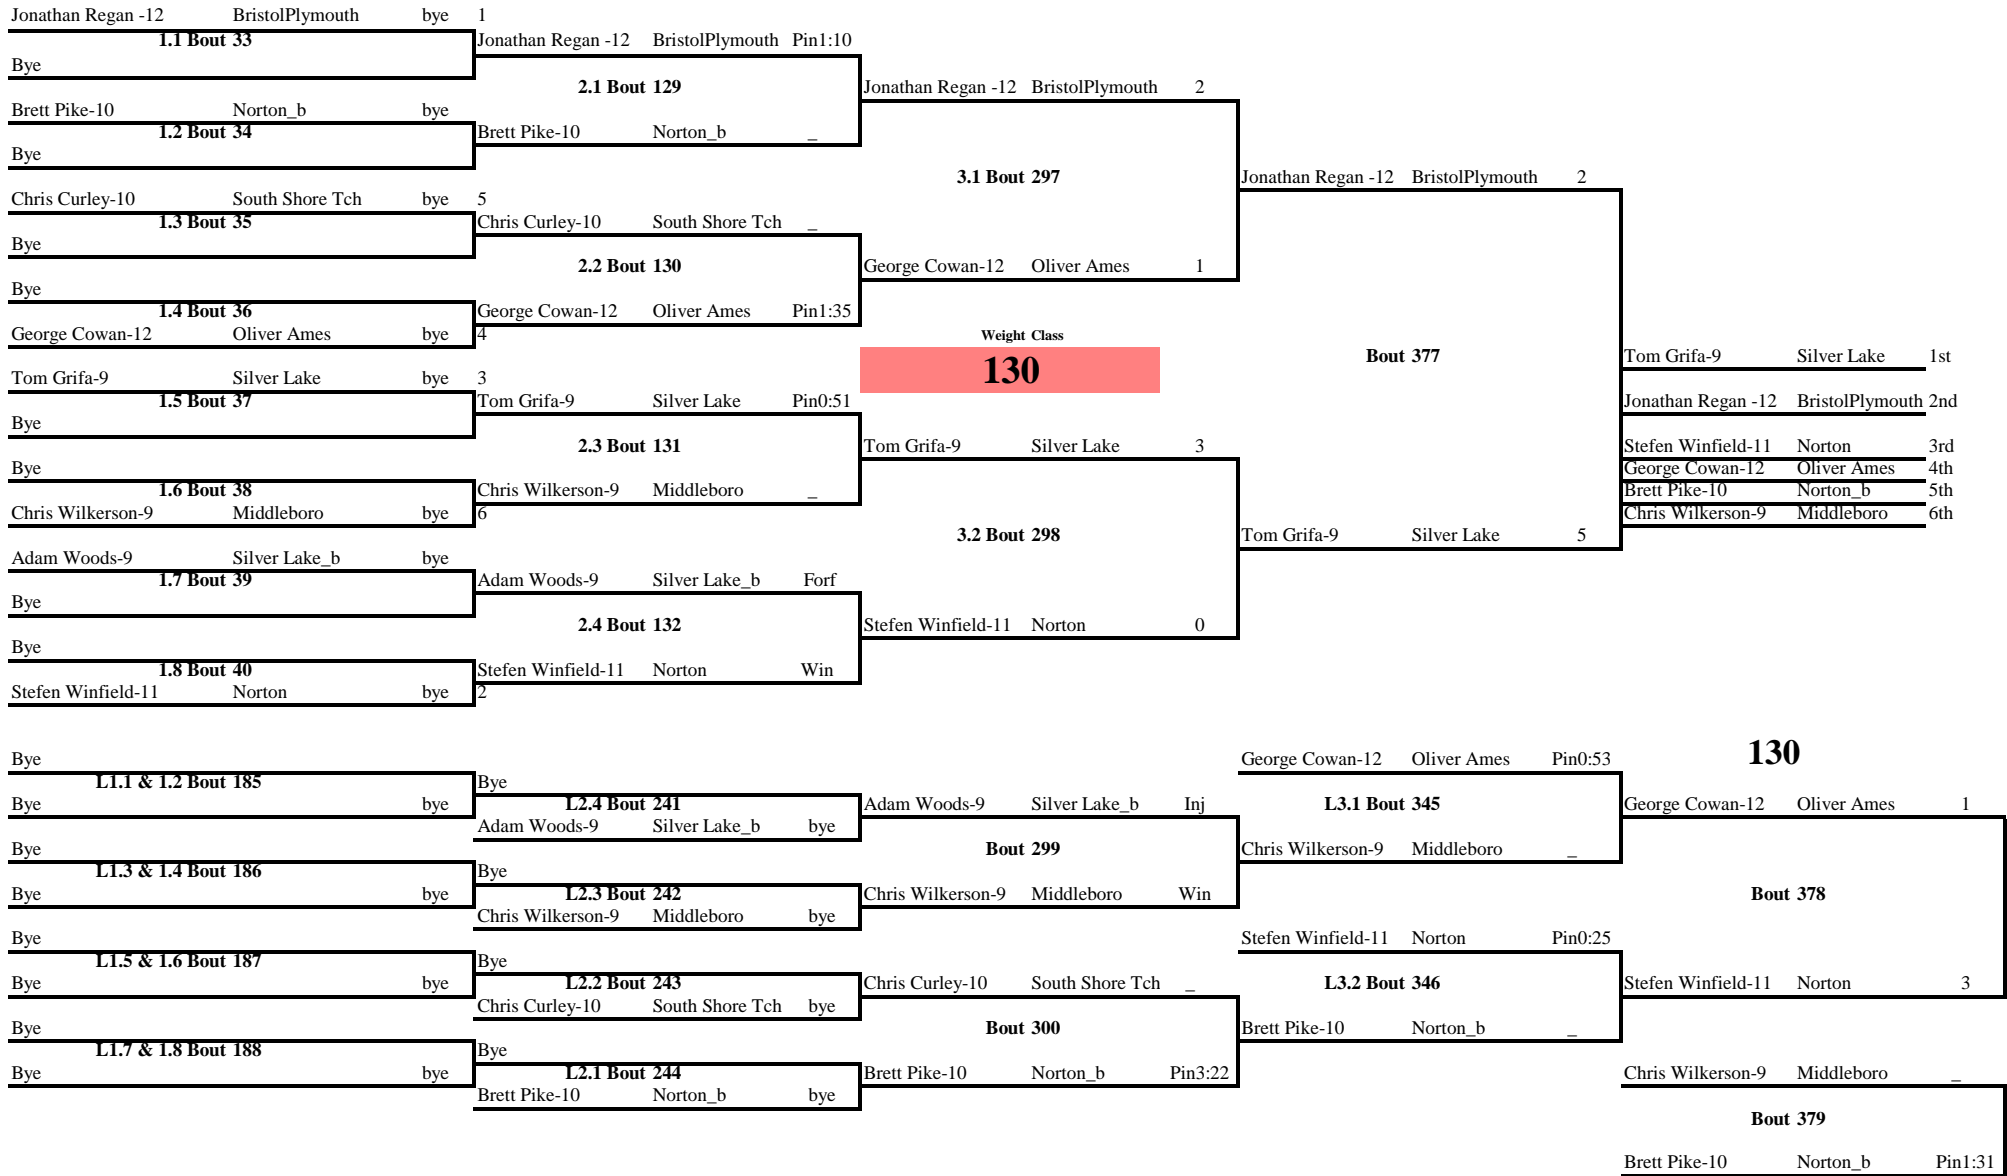 Jonathan Regan -12 BristolPlymouth bye 1
1.1 Bout 33
Bye
Brett Pike-10 Norton_b bye
1.2 Bout 34
Bye
Chris Curley-10 South Shore Tch bye 5
1.3 Bout 35
Bye
Bye
1.4 Bout 36
George Cowan-12 Oliver Ames bye 4
Tom Grifa-9 Silver Lake bye 3
1.5 Bout 37
Bye
Bye
1.6 Bout 38
Chris Wilkerson-9 Middleboro bye 6
Adam Woods-9 Silver Lake_b bye
1.7 Bout 39
Bye
Bye
1.8 Bout 40
Stefen Winfield-11 Norton bye 2
Jonathan Regan -12 BristolPlymouth Pin1:10
2.1 Bout 129
Brett Pike-10 Norton_b _
Chris Curley-10 South Shore Tch _
2.2 Bout 130
George Cowan-12 Oliver Ames Pin1:35
Tom Grifa-9 Silver Lake Pin0:51
2.3 Bout 131
Chris Wilkerson-9 Middleboro _
Adam Woods-9 Silver Lake_b Forf
2.4 Bout 132
Stefen Winfield-11 Norton Win
Jonathan Regan -12 BristolPlymouth 2
3.1 Bout 297
George Cowan-12 Oliver Ames 1
Weight Class
130
Tom Grifa-9 Silver Lake 3
3.2 Bout 298
Stefen Winfield-11 Norton 0
Jonathan Regan -12 BristolPlymouth 2
Bout 377
Tom Grifa-9 Silver Lake 5
Tom Grifa-9 Silver Lake 1st
Jonathan Regan -12 BristolPlymouth 2nd
Stefen Winfield-11 Norton 3rd
George Cowan-12 Oliver Ames 4th
Brett Pike-10 Norton_b 5th
Chris Wilkerson-9 Middleboro 6th
Bye
L1.1 & 1.2 Bout 185
Bye bye
Bye
L1.3 & 1.4 Bout 186
Bye bye
Bye
L1.5 & 1.6 Bout 187
Bye bye
Bye
L1.7 & 1.8 Bout 188
Bye bye
Bye
L2.4 Bout 241
Adam Woods-9 Silver Lake_b bye
Bye
L2.3 Bout 242
Chris Wilkerson-9 Middleboro bye
Bye
L2.2 Bout 243
Chris Curley-10 South Shore Tch bye
Bye
L2.1 Bout 244
Brett Pike-10 Norton_b bye
Adam Woods-9 Silver Lake_b Inj
Bout 299
Chris Wilkerson-9 Middleboro Win
Chris Curley-10 South Shore Tch _
Bout 300
Brett Pike-10 Norton_b Pin3:22
George Cowan-12 Oliver Ames Pin0:53
L3.1 Bout 345
Chris Wilkerson-9 Middleboro _
Stefen Winfield-11 Norton Pin0:25
L3.2 Bout 346
Brett Pike-10 Norton_b _
130
George Cowan-12 Oliver Ames 1
Bout 378
Stefen Winfield-11 Norton 3
Chris Wilkerson-9 Middleboro _
Bout 379
Brett Pike-10 Norton_b Pin1:31